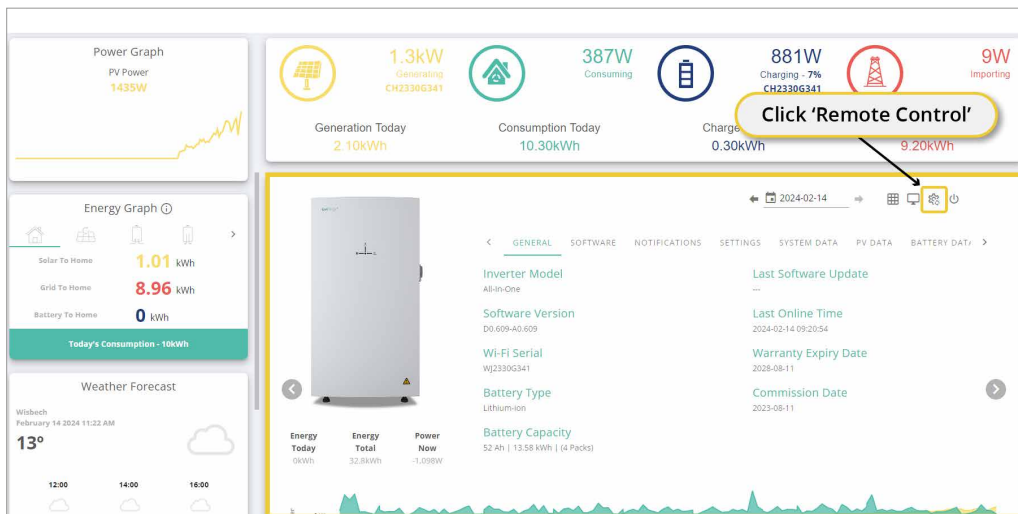 Power Graph
PV Power
1435W
1.3kW
Generating
CH2330G341
Generation Today
2.10kWh
387W
Consuming
Consumption Today
10.30kWh
881W
Charging - 7%
CH2330G341
Charge
0.30kWh
9W
Importing
9.20kWh
Click ‘Remote Control’
Energy Graph
Solar To Home 1.01 kWh
Grid To Home 8.96 kWh
Battery To Home 0 kWh
Today's Consumption - 10kWh
Weather Forecast
Wisbech
February 14 2024 11:22 AM
13°
12:00 14:00 16:00
2024-02-14
GENERAL SOFTWARE NOTIFICATIONS SETTINGS SYSTEM DATA PV DATA BATTERY DATA
Inverter Model
All-In-One
Software Version
D0.609-A0.609
Wi-Fi Serial
WJ2330G341
Battery Type
Lithium-ion
Battery Capacity
52 Ah | 13.58 kWh | (4 Packs)
Last Software Update
---
Last Online Time
2024-02-14 09:20:54
Warranty Expiry Date
2028-08-11
Commission Date
2023-08-11
Energy Today
0kWh
Energy Total
32.8kWh
Power Now
-1,098W